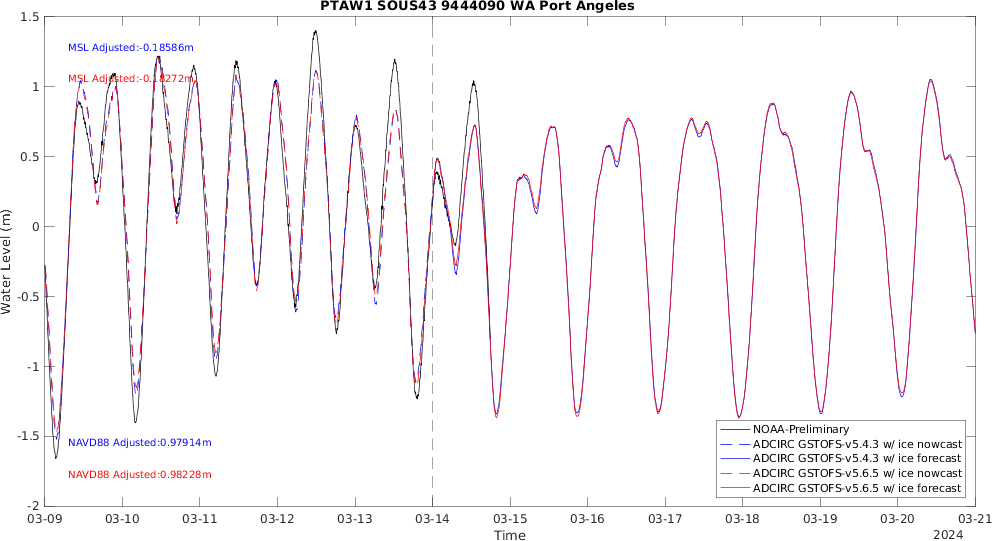 PTAW1 SOUS43 9444090 WA Port Angeles
1.5
1
0.5
0
-0.5
-1
-1.5
-2
Water Level (m)
MSL Adjusted:-0.18586m
MSL Adjusted:-0.18272m
NAVD88 Adjusted:0.97914m
NAVD88 Adjusted:0.98228m
NOAA-Preliminary
ADCIRC GSTOFS-v5.4.3 w/ ice nowcast
ADCIRC GSTOFS-v5.4.3 w/ ice forecast
ADCIRC GSTOFS-v5.6.5 w/ ice nowcast
ADCIRC GSTOFS-v5.6.5 w/ ice forecast
03-09 03-10 03-11 03-12 03-13 03-14 03-15 03-16 03-17 03-18 03-19 03-20 03-21
Time
2024